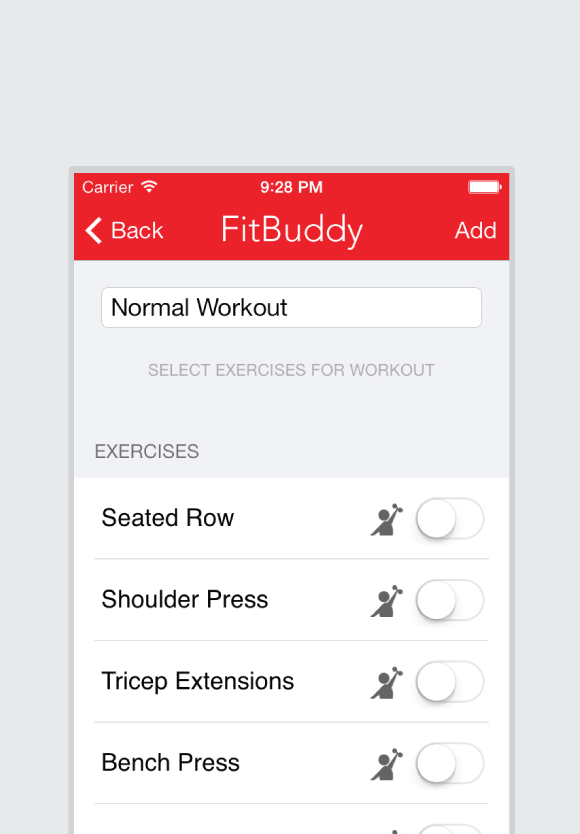 Carrier 9:28 PM
Back FitBuddy Add
Normal Workout
SELECT EXERCISES FOR WORKOUT
EXERCISES
Seated Row
Shoulder Press
Tricep Extensions
Bench Press